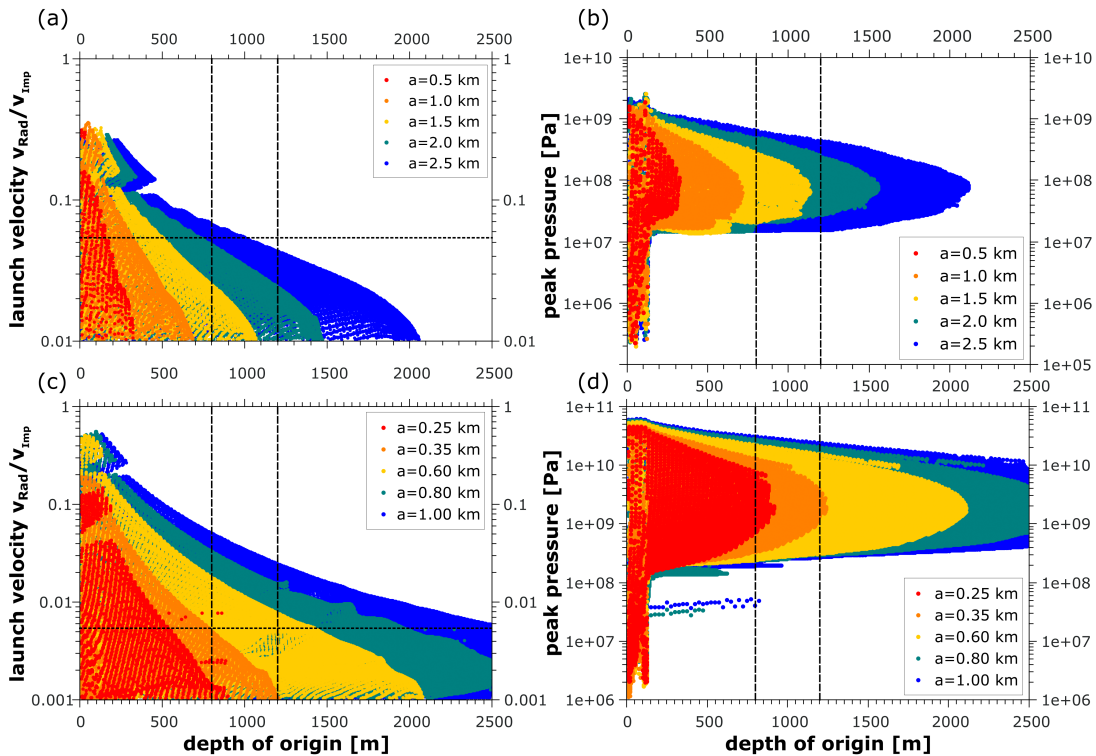 (a)
0 500 1000 1500 2000 2500
launch velocity vRad/vImp
1
0.1
0.01
1
0.1
0.01
a=0.5 km
a=1.0 km
a=1.5 km
a=2.0 km
a=2.5 km
(b)
0 500 1000 1500 2000 2500
peak pressure [Pa]
1e+10
1e+09
1e+08
1e+07
1e+06
1e+10
1e+09
1e+08
1e+07
1e+06
1e+05
a=0.5 km
a=1.0 km
a=1.5 km
a=2.0 km
a=2.5 km
0 500 1000 1500 2000 2500
(c)
launch velocity vRad/vImp
1
0.1
0.01
0.001
1
0.1
0.01
0.001
a=0.25 km
a=0.35 km
a=0.60 km
a=0.80 km
a=1.00 km
0 500 1000 1500 2000 2500
depth of origin [m]
0 500 1000 1500 2000 2500
(d)
peak pressure [Pa]
1e+11
1e+10
1e+09
1e+08
1e+07
1e+06
1e+11
1e+10
1e+09
1e+08
1e+07
1e+06
a=0.25 km
a=0.35 km
a=0.60 km
a=0.80 km
a=1.00 km
0 500 1000 1500 2000 2500
depth of origin [m]